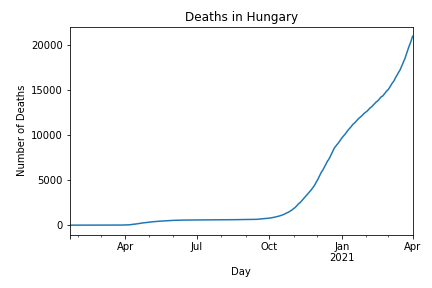 Deaths in Hungary
Number of Deaths
20000
15000
10000
5000
0
Apr Jul Oct Jan Apr
2021
Day